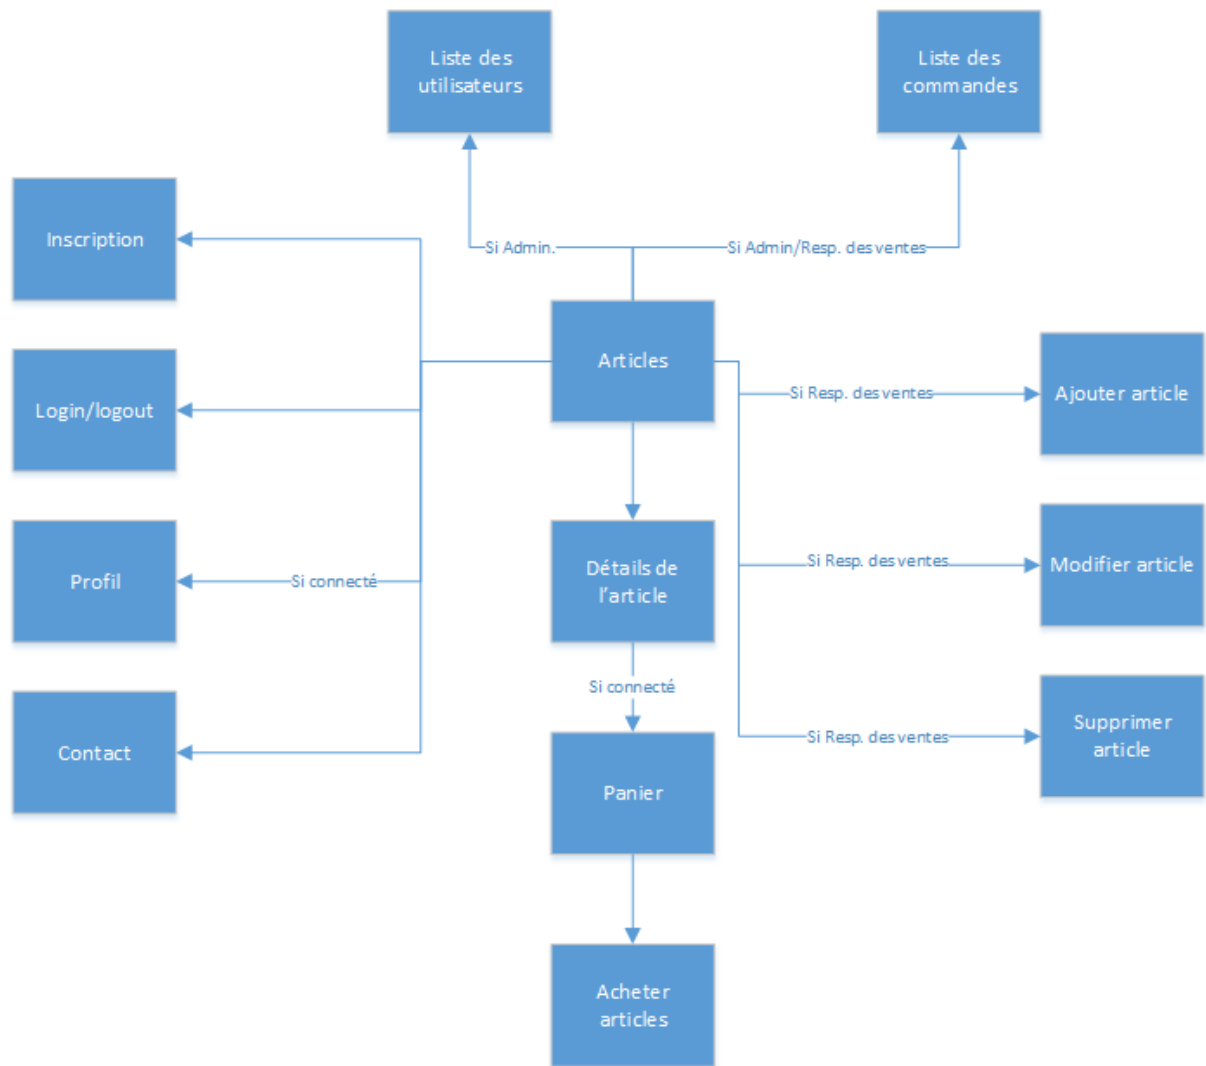 Liste des
utilisateurs
Liste des
commandes
Inscription
Si Admin.
Si Admin/Resp. des ventes
Articles
Login/logout
Si Resp. des ventes
Ajouter article
Profil
Si connecté
Détails de
l’article
Si Resp. des ventes
Modifier article
Si connecté
Contact
Panier
Si Resp. des ventes
Supprimer
article
Acheter
articles